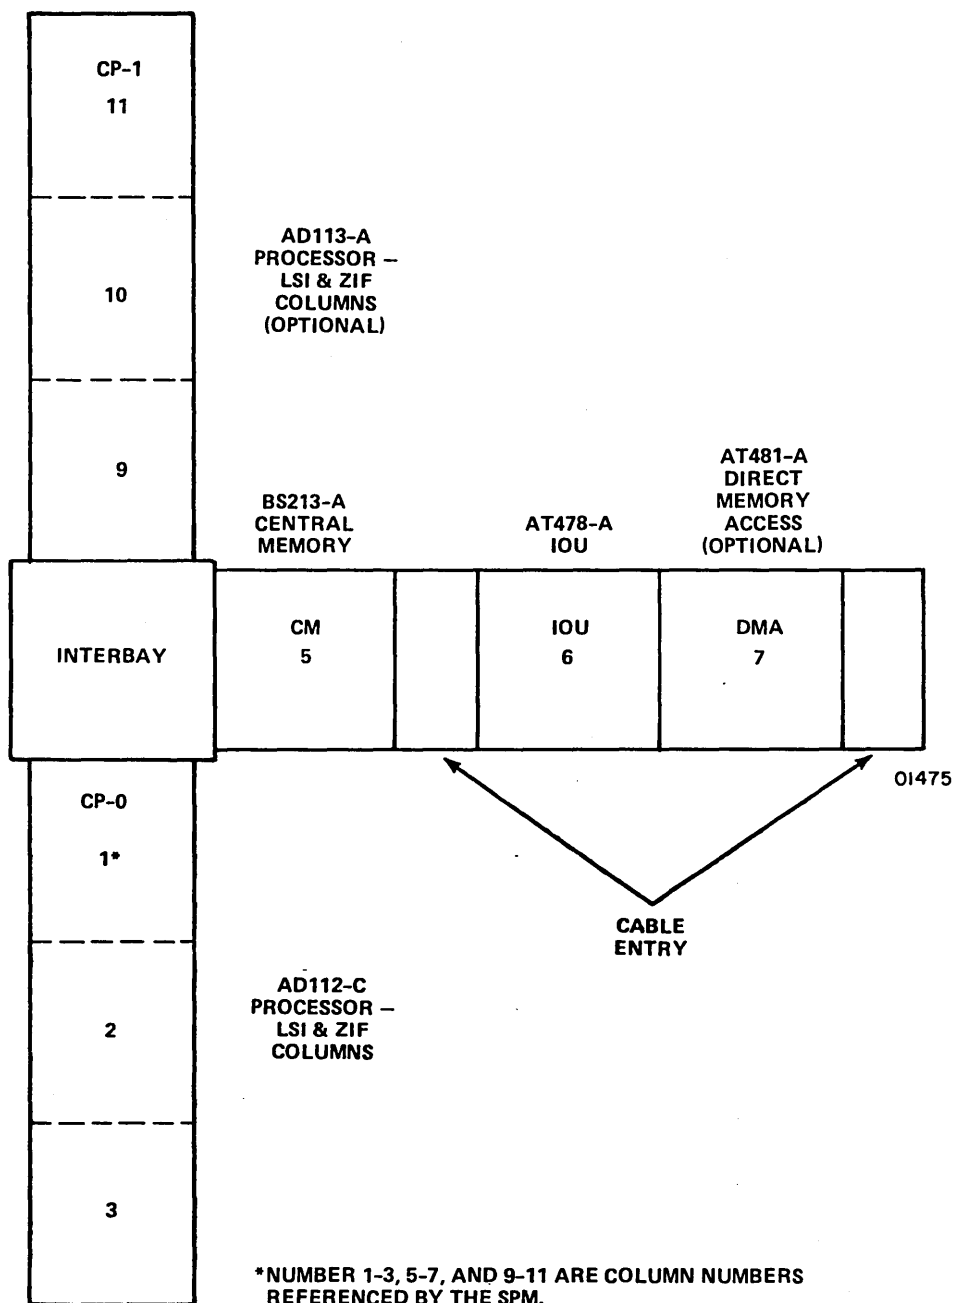 CP-1
11
AD113-A
PROCESSOR –
LSI & ZIF
COLUMNS
(OPTIONAL)
10
9
BS213-A
CENTRAL
MEMORY
AT478-A
IOU
AT481-A
DIRECT
MEMORY
ACCESS
(OPTIONAL)
INTERBAY
CM
5
IOU
6
DMA
7
01475
CP-0
1*
CABLE
ENTRY
AD112-C
PROCESSOR –
LSI & ZIF
COLUMNS
2
3
*NUMBER 1-3, 5-7, AND 9-11 ARE COLUMN NUMBERS
REFERENCED BY THE SPM.